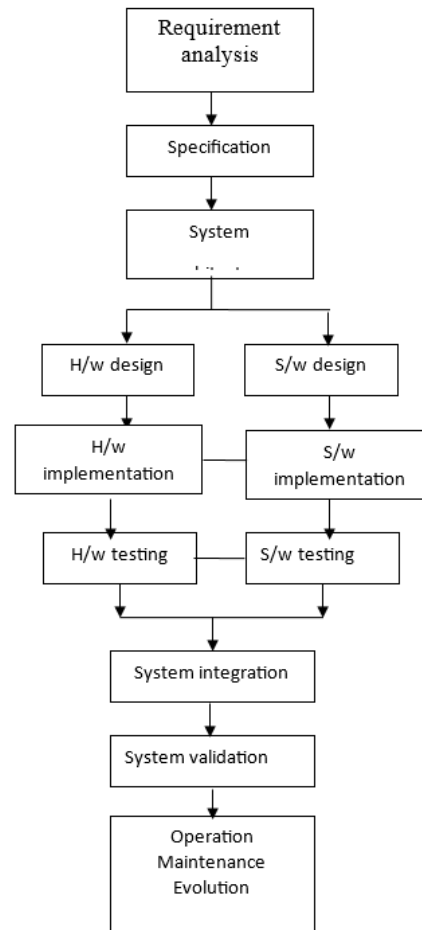 Requirement
analysis
Specification
System
H/w design
S/w design
H/w
implementation
S/w
implementation
H/w testing
S/w testing
System integration
System validation
Operation
Maintenance
Evolution